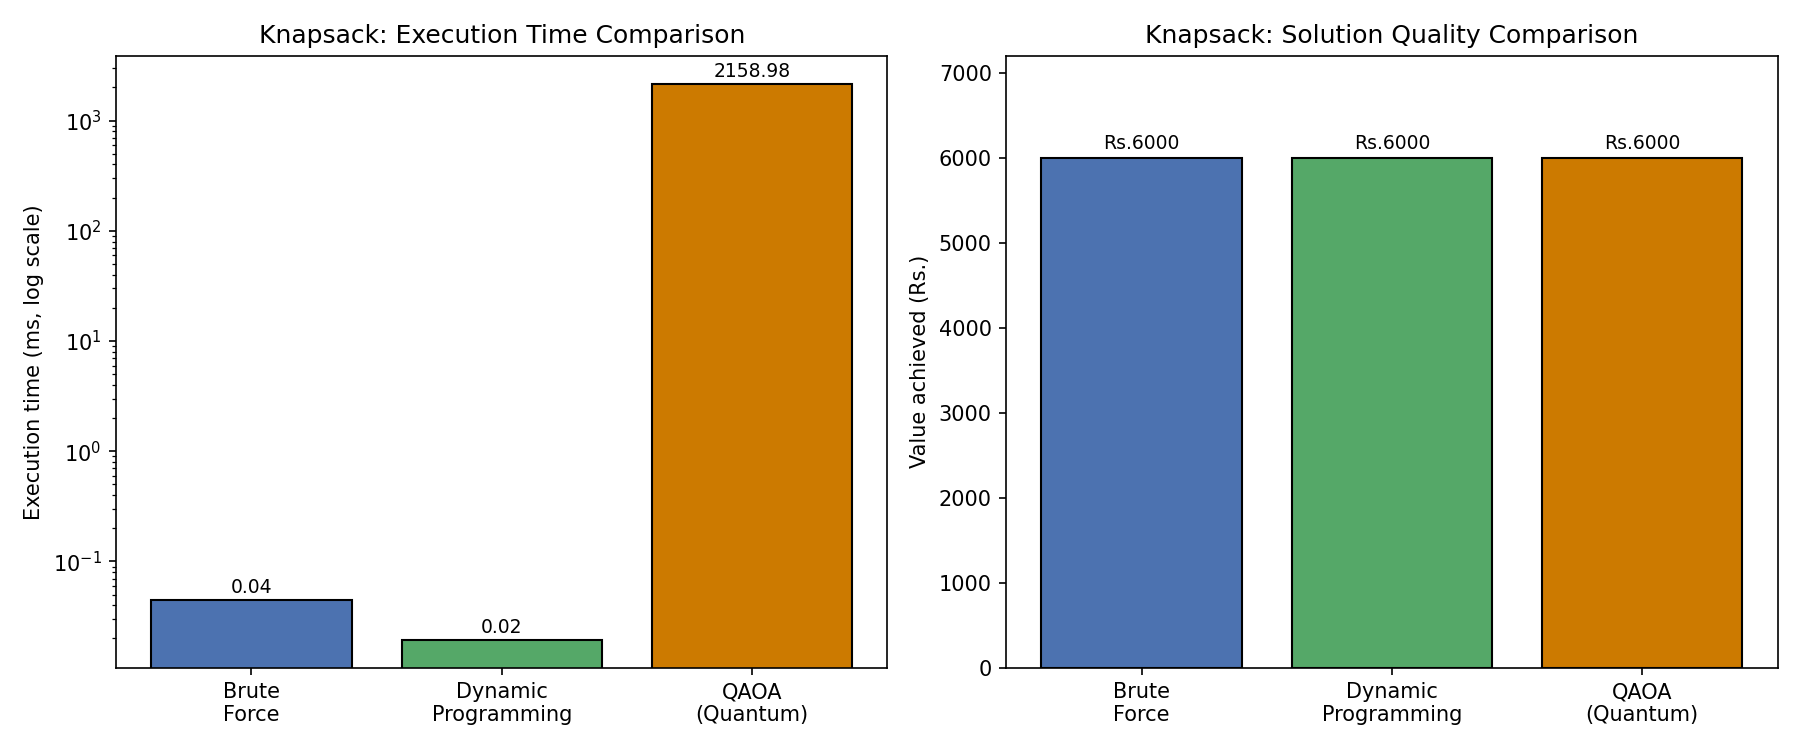 Knapsack: Execution Time Comparison
Execution time (ms, log scale)
10³
10²
10¹
10⁰
10⁻¹
0.04
0.02
2158.98
Brute
Force
Dynamic
Programming
QAOA
(Quantum)
Knapsack: Solution Quality Comparison
Value achieved (Rs.)
7000
6000
5000
4000
3000
2000
1000
0
Rs.6000
Rs.6000
Rs.6000
Brute
Force
Dynamic
Programming
QAOA
(Quantum)